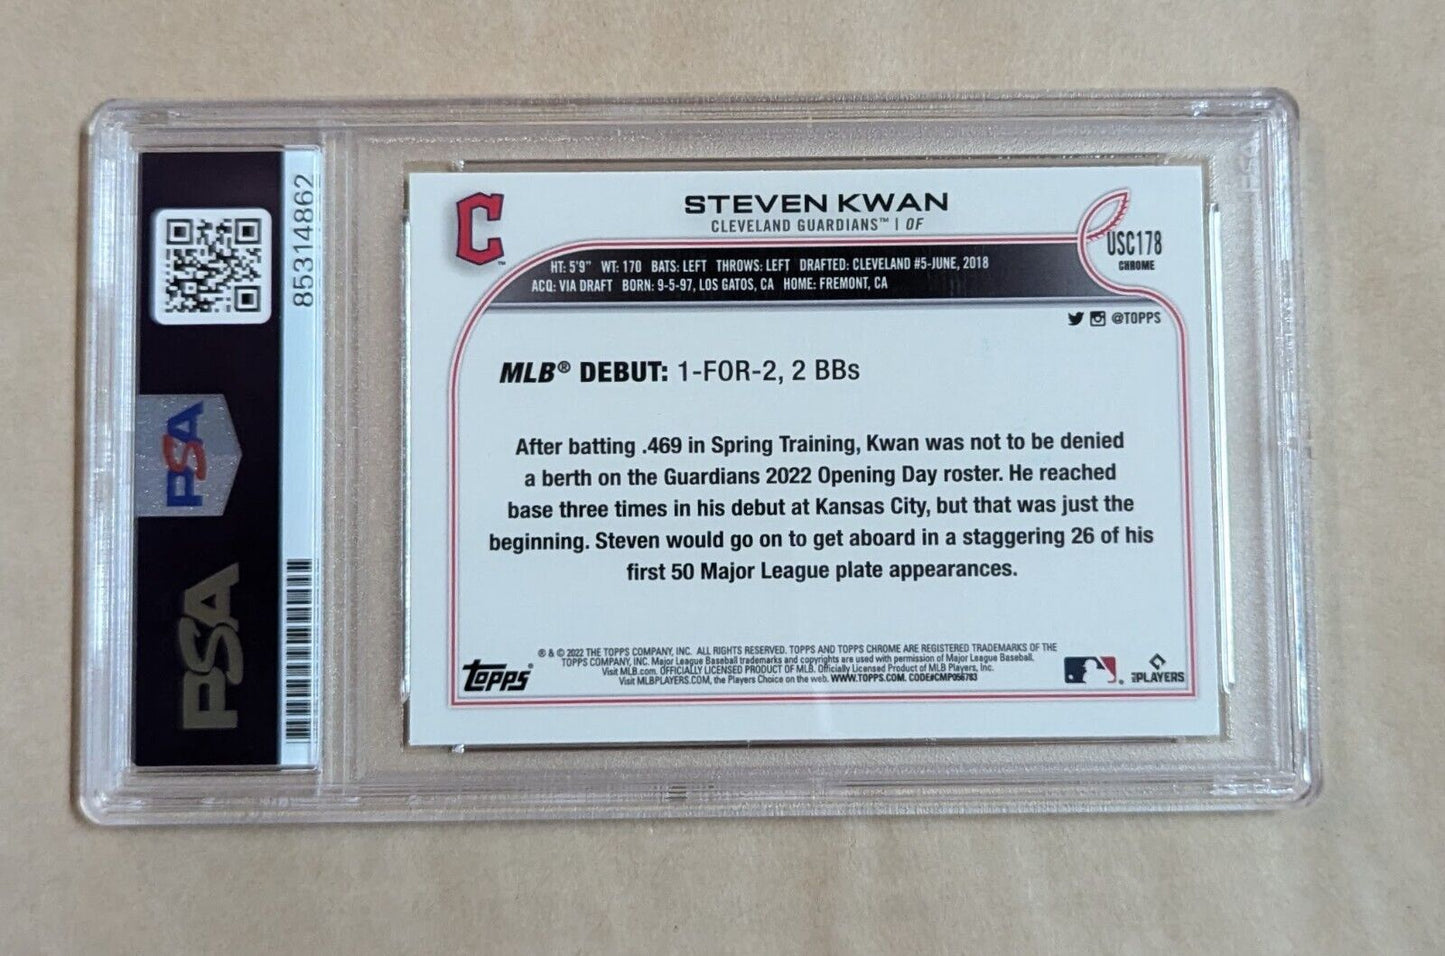 85314862
PSA
PSA
C
STEVEN KWAN
CLEVELAND GUARDIANS™ | OF
USC178
CHROME
HT: 5'9" WT: 170 BATS: LEFT THROWS: LEFT DRAFTED: CLEVELAND #5-JUNE, 2018
ACQ: VIA DRAFT BORN: 9-5-97, LOS GATOS, CA HOME: FREMONT, CA
@TOPPS
MLB® DEBUT: 1-FOR-2, 2 BBs
After batting .469 in Spring Training, Kwan was not to be denied
a berth on the Guardians 2022 Opening Day roster. He reached
base three times in his debut at Kansas City, but that was just the
beginning. Steven would go on to get aboard in a staggering 26 of his
first 50 Major League plate appearances.
® & © 2022 THE TOPPS COMPANY, INC. ALL RIGHTS RESERVED. TOPPS AND TOPPS CHROME ARE REGISTERED TRADEMARKS OF THE
TOPPS COMPANY, INC. Major League Baseball trademarks and copyrights are used with permission of Major League Baseball.
Visit MLB.com. OFFICIALLY LICENSED PRODUCT OF MLB. Officially Licensed Product of MLB Players, Inc.
Visit MLBPLAYERS.COM, the Players Choice on the web. WWW.TOPPS.COM. CODE#CMP056783
Topps®
PLAYERS